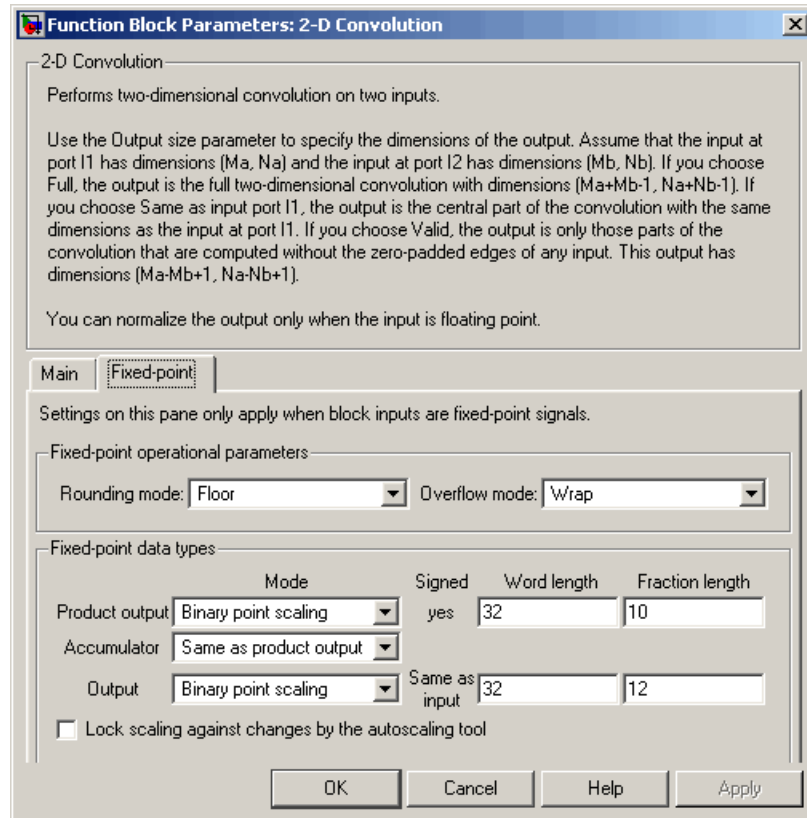 Function Block Parameters: 2-D Convolution
2-D Convolution
Performs two-dimensional convolution on two inputs.
Use the Output size parameter to specify the dimensions of the output. Assume that the input at
port I1 has dimensions (Ma, Na) and the input at port I2 has dimensions (Mb, Nb). If you choose
Full, the output is the full two-dimensional convolution with dimensions (Ma+Mb-1, Na+Nb-1). If
you choose Same as input port I1, the output is the central part of the convolution with the same
dimensions as the input at port I1. If you choose Valid, the output is only those parts of the
convolution that are computed without the zero-padded edges of any input. This output has
dimensions (Ma-Mb+1, Na-Nb+1).
You can normalize the output only when the input is floating point.
Main Fixed-point
Settings on this pane only apply when block inputs are fixed-point signals.
Fixed-point operational parameters
Rounding mode: Floor Overflow mode: Wrap
Fixed-point data types
Mode Signed Word length Fraction length
Product output Binary point scaling yes 32 10
Accumulator Same as product output
Output Binary point scaling Same as input 32 12
Lock scaling against changes by the autoscaling tool
OK Cancel Help Apply